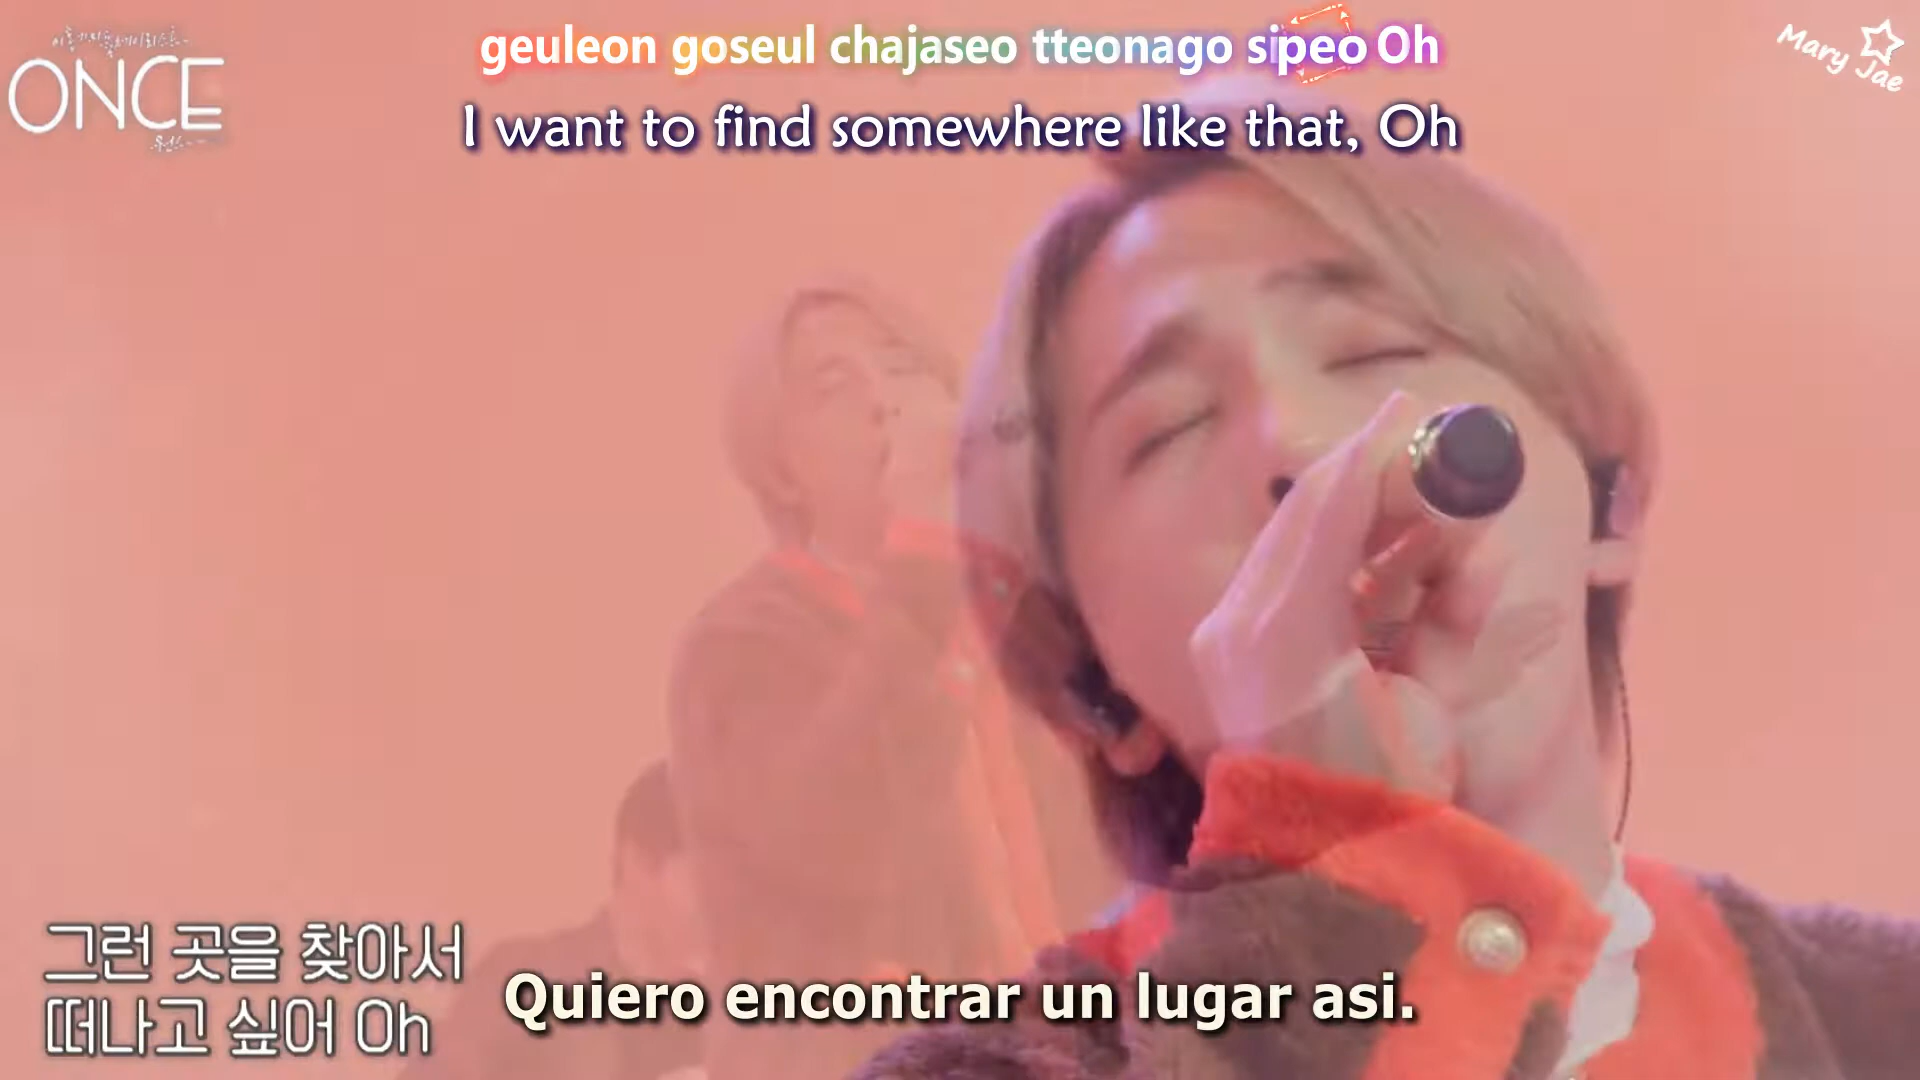 geuleon goseul chajaseo tteonago sipeo Oh
I want to find somewhere like that, Oh
ONCE
Mary Jae
그런 곳을 찾아서
떠나고 싶어 Oh
Quiero encontrar un lugar asi.